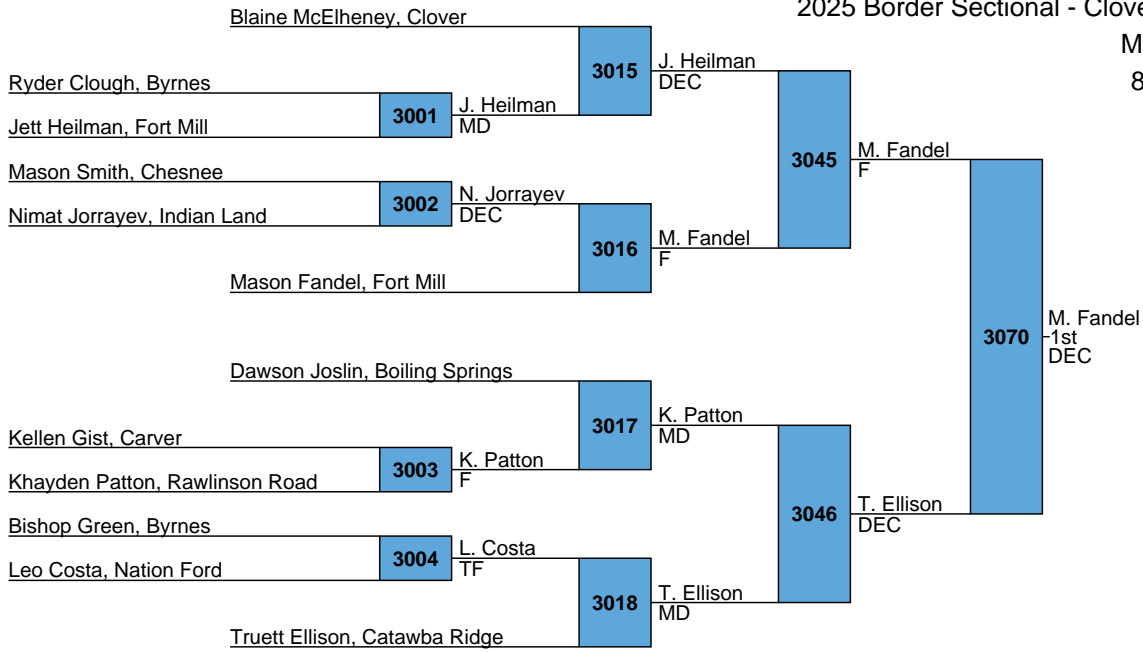 2025 Border Sectional - Clove
M
8
Blaine McElheney, Clover
3015
J. Heilman
DEC
Ryder Clough, Byrnes
3001
J. Heilman
MD
Jett Heilman, Fort Mill
3045
M. Fandel
F
Mason Smith, Chesnee
3002
N. Jorrayev
DEC
Nimat Jorrayev, Indian Land
3016
M. Fandel
F
Mason Fandel, Fort Mill
3070
M. Fandel
1st
DEC
Dawson Joslin, Boiling Springs
3017
K. Patton
MD
Kellen Gist, Carver
3003
K. Patton
F
Khayden Patton, Rawlinson Road
3046
T. Ellison
DEC
Bishop Green, Byrnes
3004
L. Costa
TF
Leo Costa, Nation Ford
3018
T. Ellison
MD
Truett Ellison, Catawba Ridge